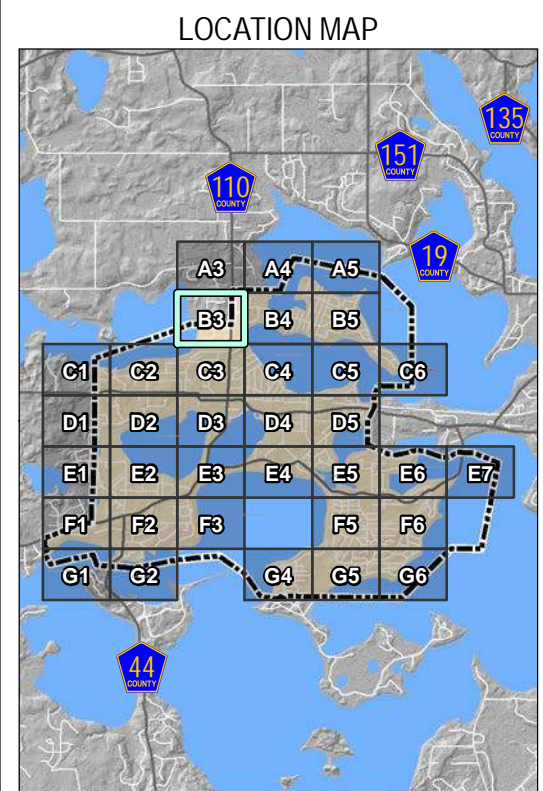 LOCATION MAP
135
COUNTY
151
COUNTY
110
COUNTY
19
COUNTY
A3 A4 A5
B3 B4 B5
C1 C2 C3 C4 C5 C6
D1 D2 D3 D4 D5
E1 E2 E3 E4 E5 E6 E7
F1 F2 F3 F5 F6
G1 G2 G4 G5 G6
44
COUNTY